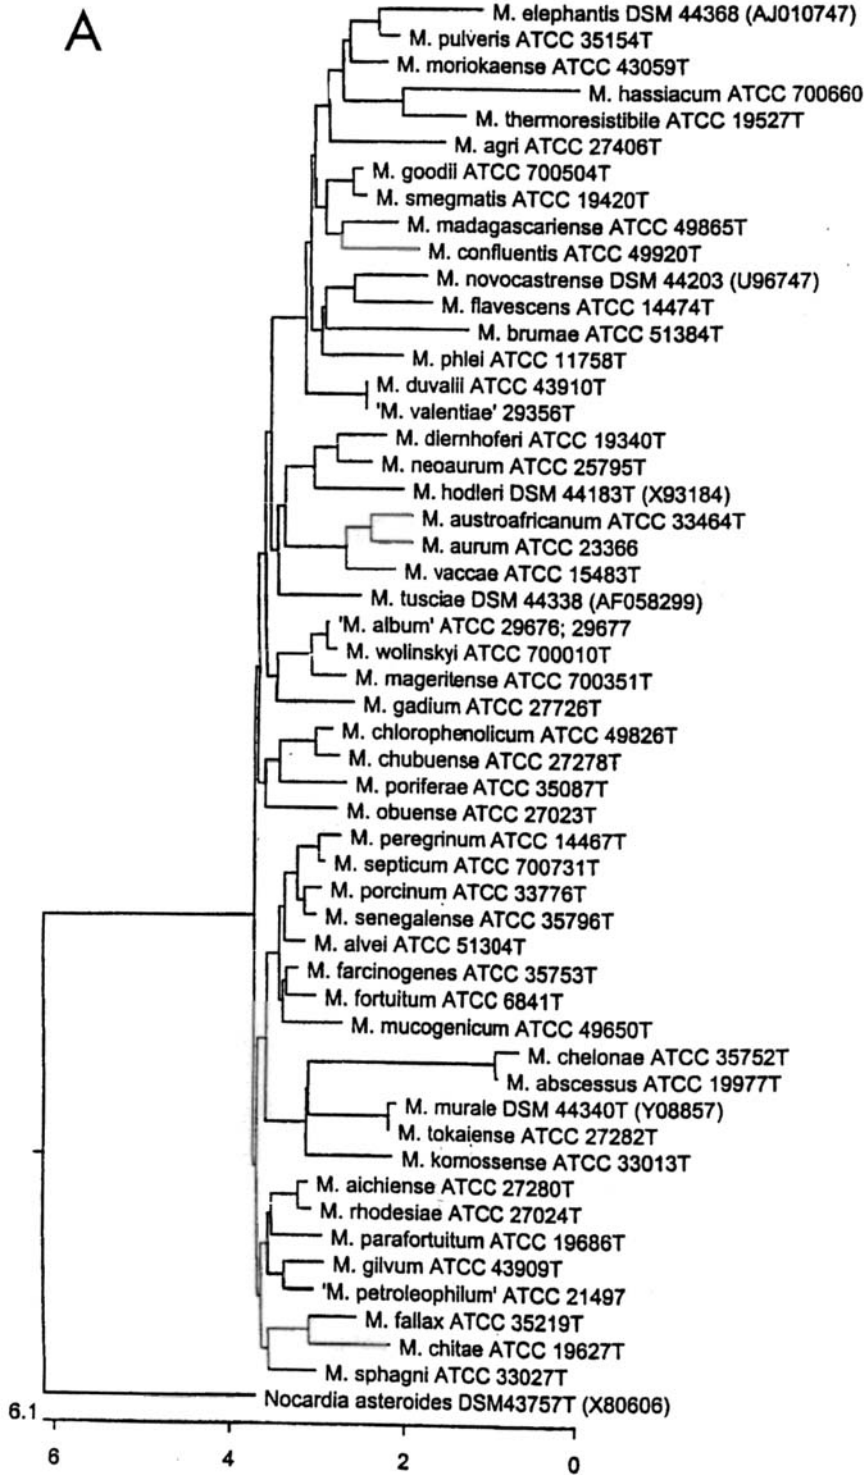 A
M. elephantis DSM 44368 (AJ010747)
M. pulveris ATCC 35154T
M. moriokaense ATCC 43059T
M. hassiacum ATCC 700660
M. thermoresistibile ATCC 19527T
M. agri ATCC 27406T
M. goodii ATCC 700504T
M. smegmatis ATCC 19420T
M. madagascariense ATCC 49865T
M. confluentis ATCC 49920T
M. novocastrense DSM 44203 (U96747)
M. flavescens ATCC 14474T
M. brumae ATCC 51384T
M. phlei ATCC 11758T
M. duvalii ATCC 43910T
'M. valentiae' 29356T
M. diernhoferi ATCC 19340T
M. neoaurum ATCC 25795T
M. hodleri DSM 44183T (X93184)
M. austroafricanum ATCC 33464T
M. aurum ATCC 23366
M. vaccae ATCC 15483T
M. tusciae DSM 44338 (AF058299)
'M. album' ATCC 29676; 29677
M. wolinskyi ATCC 700010T
M. mageritense ATCC 700351T
M. gadium ATCC 27726T
M. chlorophenolicum ATCC 49826T
M. chubuense ATCC 27278T
M. poriferae ATCC 35087T
M. obuense ATCC 27023T
M. peregrinum ATCC 14467T
M. septicum ATCC 700731T
M. porcinum ATCC 33776T
M. senegalense ATCC 35796T
M. alvei ATCC 51304T
M. farcinogenes ATCC 35753T
M. fortuitum ATCC 6841T
M. mucogenicum ATCC 49650T
M. chelonae ATCC 35752T
M. abscessus ATCC 19977T
M. murale DSM 44340T (Y08857)
M. tokaiense ATCC 27282T
M. komossense ATCC 33013T
M. aichiense ATCC 27280T
M. rhodesiae ATCC 27024T
M. parafortuitum ATCC 19686T
M. gilvum ATCC 43909T
'M. petroleophilum' ATCC 21497
M. fallax ATCC 35219T
M. chitae ATCC 19627T
M. sphagni ATCC 33027T
Nocardia asteroides DSM43757T (X80606)
6.1
6 4 2 0